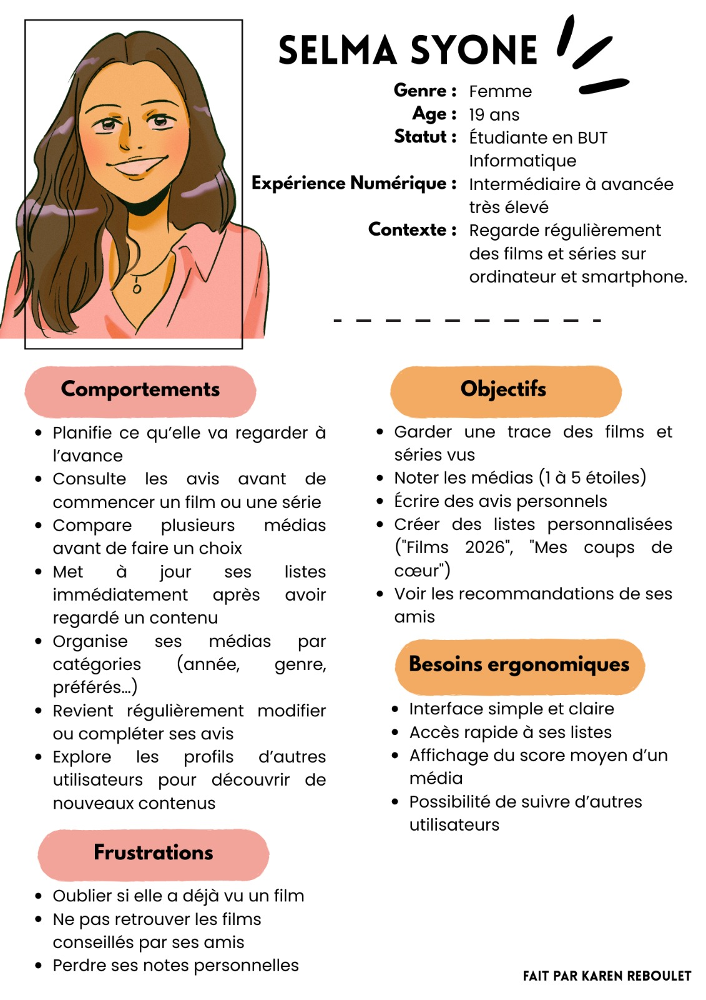 SELMA SYONE
Genre : Femme
Age : 19 ans
Statut : Étudiante en BUT
Informatique
Expérience Numérique : Intermédiaire à avancée
très élevé
Contexte : Regarde régulièrement
des films et séries sur
ordinateur et smartphone.
Comportements
• Planifie ce qu’elle va regarder à
l’avance
• Consulte les avis avant de
commencer un film ou une série
• Compare plusieurs médias
avant de faire un choix
• Met à jour ses listes
immédiatement après avoir
regardé un contenu
• Organise ses médias par
catégories (année, genre,
préférés...)
• Revient régulièrement modifier
ou compléter ses avis
• Explore les profils d’autres
utilisateurs pour découvrir de
nouveaux contenus
Frustrations
• Oublier si elle a déjà vu un film
• Ne pas retrouver les films
conseillés par ses amis
• Perdre ses notes personnelles
Objectifs
• Garder une trace des films et
séries vus
• Noter les médias (1 à 5 étoiles)
• Écrire des avis personnels
• Créer des listes personnalisées
("Films 2026", "Mes coups de
cœur")
• Voir les recommandations de ses
amis
Besoins ergonomiques
• Interface simple et claire
• Accès rapide à ses listes
• Affichage du score moyen d’un
média
• Possibilité de suivre d’autres
utilisateurs
FAIT PAR KAREN REBOULET